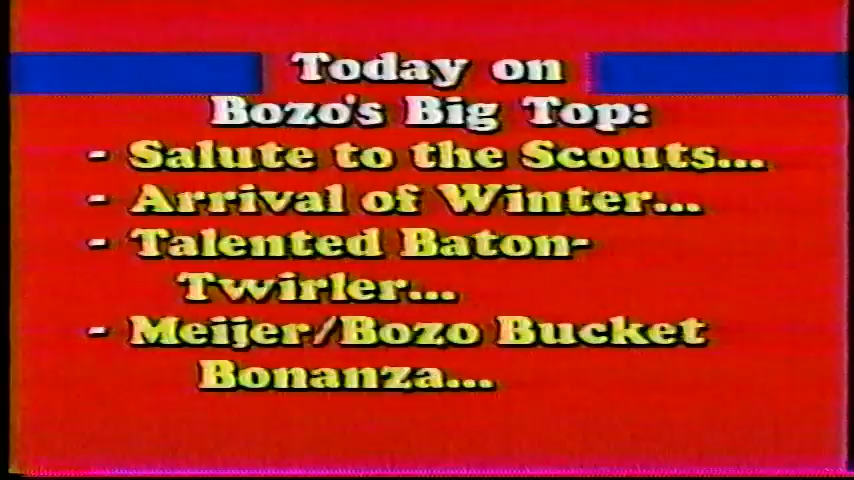 Today on
Bozo's Big Top:
- Salute to the Scouts...
- Arrival of Winter...
- Talented Baton-
Twirler...
- Meijer/Bozo Bucket
Bonanza...